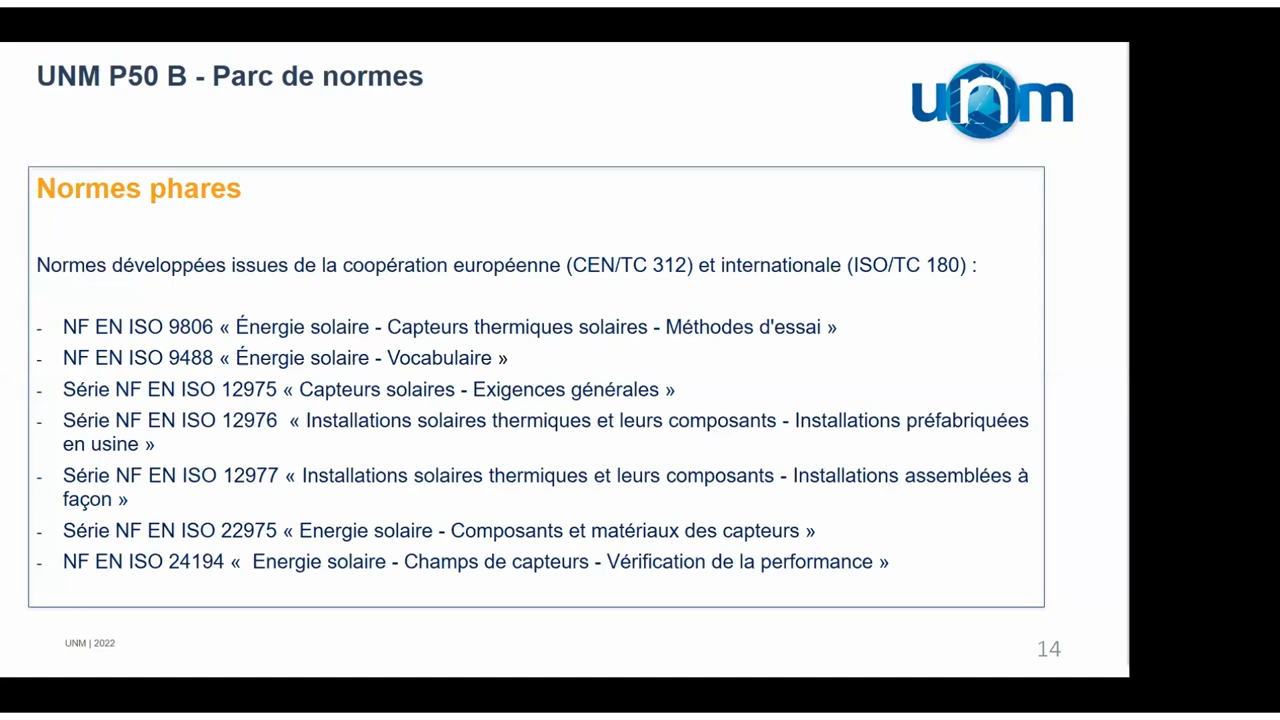 UNM P50 B - Parc de normes
unm
Normes phares
Normes développées issues de la coopération européenne (CEN/TC 312) et internationale (ISO/TC 180) :
- NF EN ISO 9806 « Énergie solaire - Capteurs thermiques solaires - Méthodes d'essai »
- NF EN ISO 9488 « Énergie solaire - Vocabulaire »
- Série NF EN ISO 12975 « Capteurs solaires - Exigences générales »
- Série NF EN ISO 12976 « Installations solaires thermiques et leurs composants - Installations préfabriquées
en usine »
- Série NF EN ISO 12977 « Installations solaires thermiques et leurs composants - Installations assemblées à
façon »
- Série NF EN ISO 22975 « Energie solaire - Composants et matériaux des capteurs »
- NF EN ISO 24194 « Energie solaire - Champs de capteurs - Vérification de la performance »
UNM | 2022
14